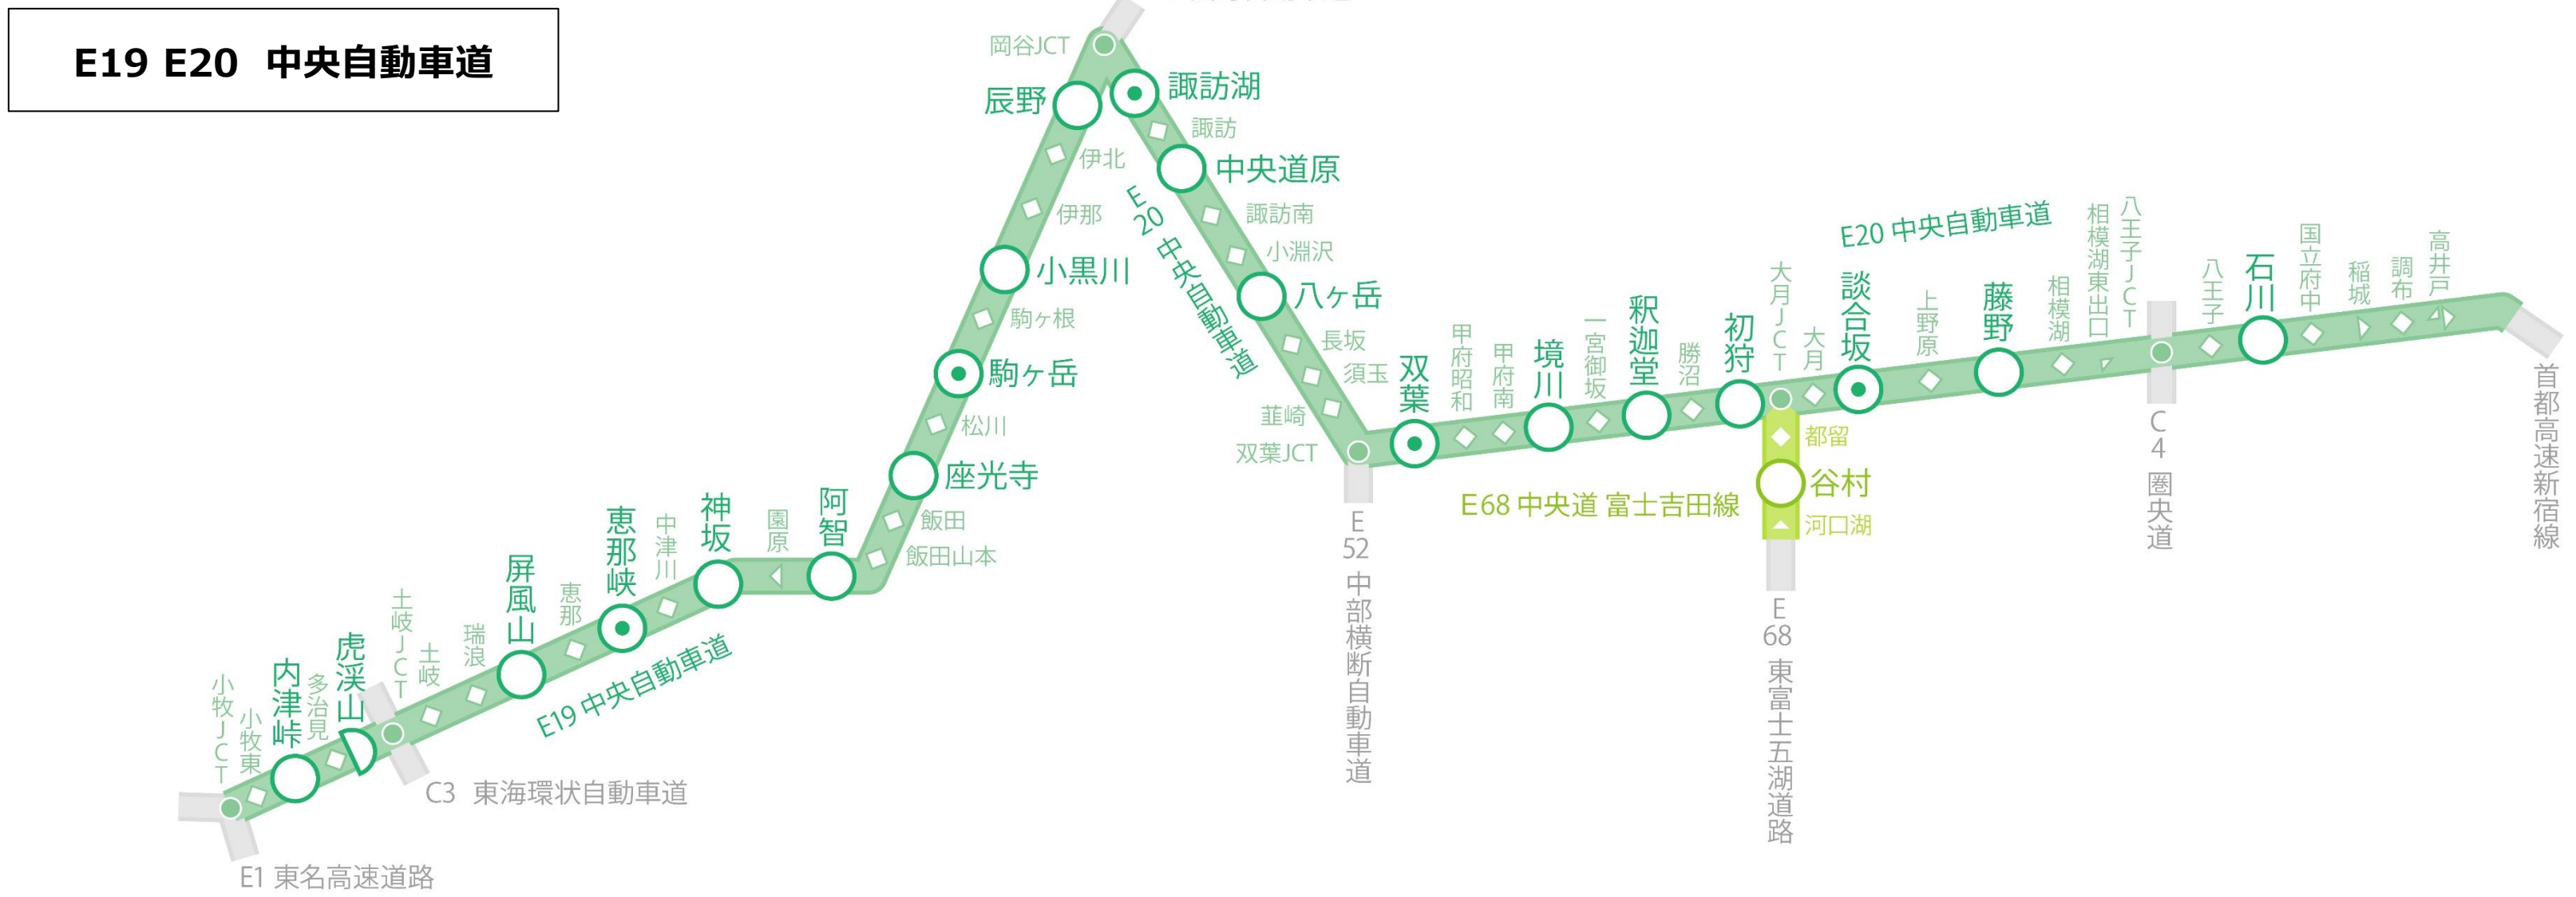 E19 E20 中央自動車道
岡谷JCT
辰野
諏訪湖
諏訪
伊北
中央道原
伊那
諏訪南
小淵沢
小黒川
E20 中央自動車道
八ヶ岳
駒ヶ根
長坂
駒ヶ岳
須玉
韮崎
双葉JCT
松川
座光寺
飯田
飯田山本
阿智
園原
神坂
中津川
恵那峡
恵那
屏風山
瑞浪
土岐
土岐JCT
虎渓山
多治見
内津峠
小牧東
小牧JCT
E19 中央自動車道
C3 東海環状自動車道
E1 東名高速道路
双葉
甲府昭和
甲府南
境川
一宮御坂
釈迦堂
勝沼
初狩
大月JCT
大月
談合坂
上野原
藤野
相模湖
相模湖東出口
八王子JCT
八王子
石川
国立府中
稲城
調布
高井戸
E20 中央自動車道
都留
谷村
河口湖
E68 中央道 富士吉田線
E52 中部横断自動車道
E68 東富士五湖道路
C4 圏央道
首都高速新宿線